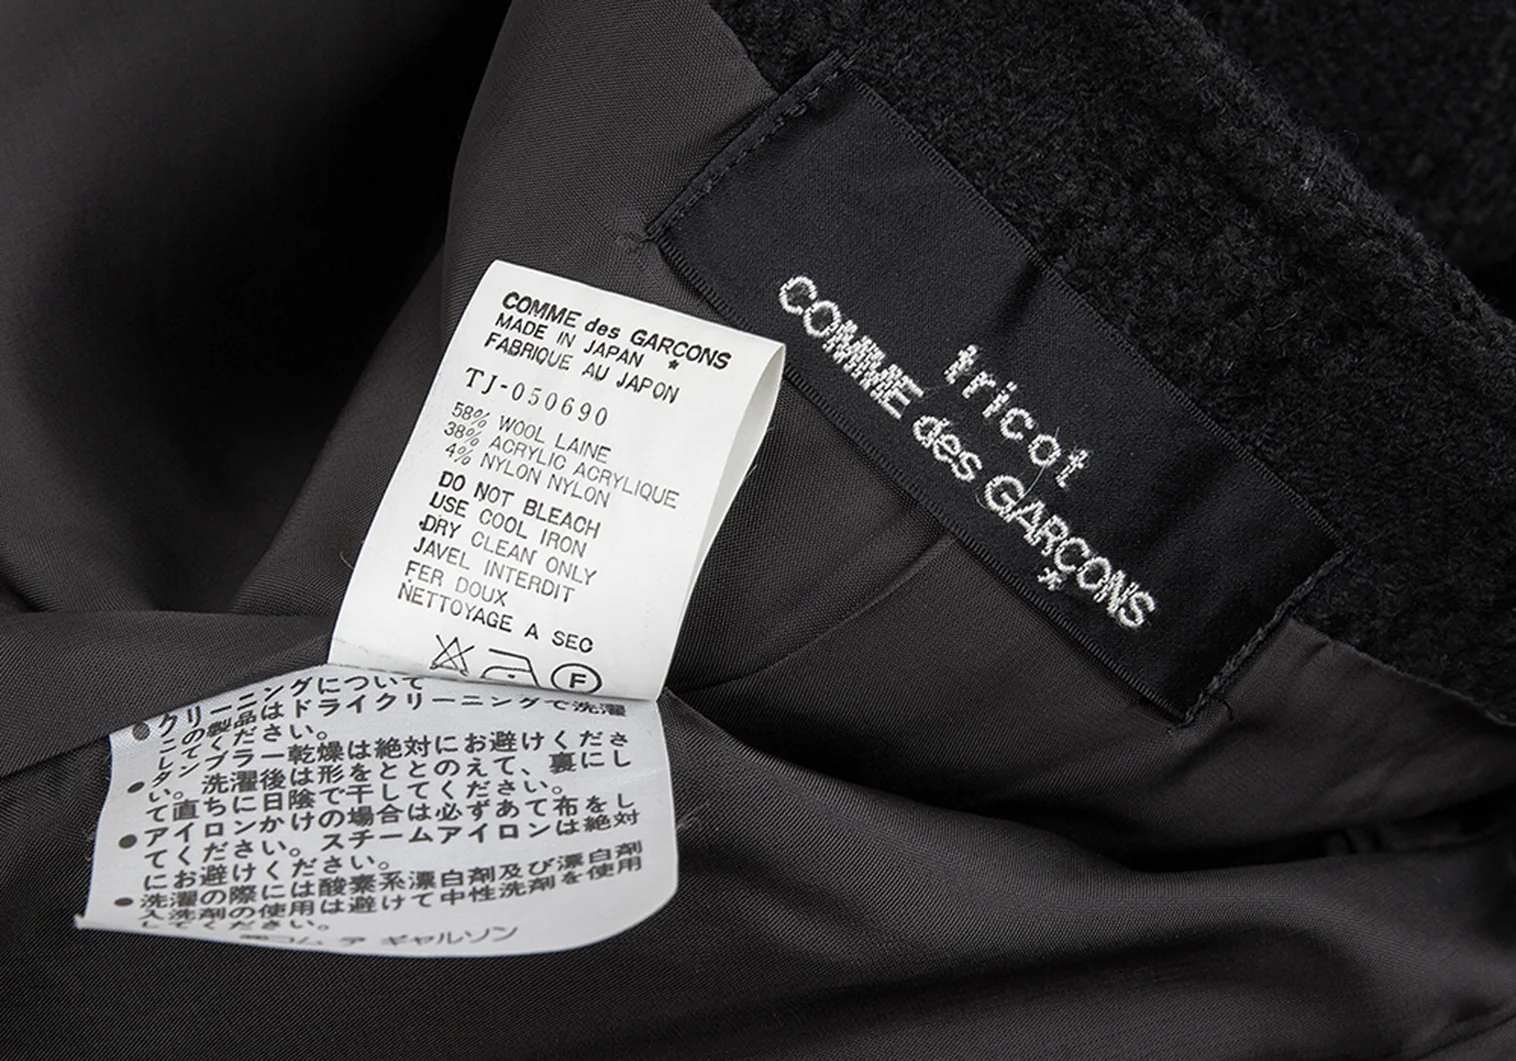 COMME des GARÇONS
MADE IN JAPAN *
FABRIQUE AU JAPON
TJ-050690
58% WOOL LAINE
38% ACRYLIC ACRYLIQUE
4% NYLON NYLON
DO NOT BLEACH
USE COOL IRON
DRY CLEAN ONLY
JAVEL INTERDIT
FER DOUX
NETTOYAGE A SEC
F
クリーニングについて
●この製品はドライクリーニングで洗濯
してください。
タンブラー乾燥は絶対にお避けくださ
●い。洗濯後は形をととのえて、裏にし
て直ちに日陰で干してください。
●アイロンかけの場合は必ずあて布をし
てください。スチームアイロンは絶対
にお避けください。
●洗濯の際には酸素系漂白剤及び漂白剤
入洗剤の使用は避けて中性洗剤を使用
してください。
コム デ ギャルソン
tricot
COMME des GARÇONS
*